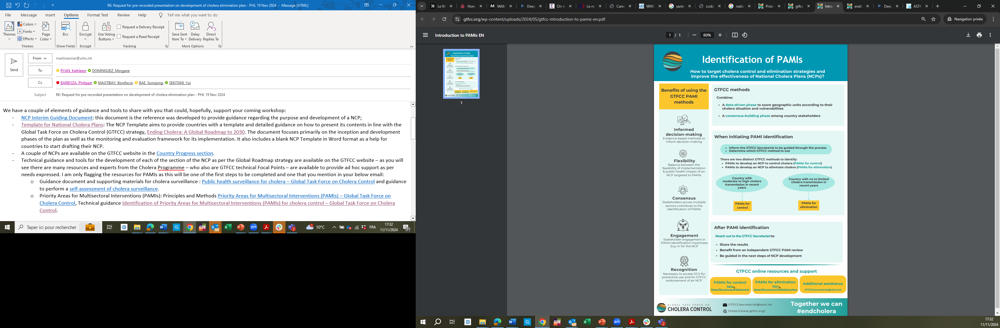 RE: Request for pre-recorded presentation on development of cholera elimination plan - PHL 19 Nov 2024 - Message (HTML)
File Message Insert Options Format Text Review Help Tell me what you want to do
Themes
Colors
Fonts
Effects
Page Color
Themes
Bcc
Show Fields
Encrypt
Encrypt
Use Voting Buttons
Request a Delivery Receipt
Request a Read Receipt
Tracking
Save Sent Item To
Delay Delivery
Direct Replies To
More Options
Send
From martinezmar@who.int
To RYAN, Kathleen; DOMINGUEZ, Morgane
Cc BARBOZA, Philippe; MAGTIBAY, Bonifacio; BAE, Soonjong; SEKITANI, Yui
Subject RE: Request for pre-recorded presentation on development of cholera elimination plan - PHL 19 Nov 2024
We have a couple of elements of guidance and tools to share with you that could, hopefully, support your coming workshop:
- NCP Interim Guiding Document: this document is the reference was developed to provide guidance regarding the purpose and development of a NCP;
- Template for National Cholera Plans: The NCP Template aims to provide countries with a template and detailed guidance on how to present its contents in line with the
Global Task Force on Cholera Control (GTFCC) strategy, Ending Cholera: A Global Roadmap to 2030. The document focuses primarily on the inception and development
phases of the plan as well as the monitoring and evaluation framework for its implementation. It also includes a blank NCP Template in Word format as a help for
countries to start drafting their NCP.
- A couple of NCPs are available on the GTFCC website in the Country Progress section.
- Technical guidance and tools for the development of each of the section of the NCP as per the Global Roadmap strategy are available on the GTFCC website – as you will
see there are many resources and experts from the Cholera Programme – who also are GTFCC technical Focal Points – are available to provide ad hoc support as per
needs expressed. I am only flagging the resources for PAMIs as this will be one of the first steps to be completed and one that you mention in your below email:
o Guidance document and supporting materials for cholera surveillance : Public health surveillance for cholera – Global Task Force on Cholera Control and guidance
to perform a self-assessment of cholera surveillance.
o Priority Areas for Multisectoral Interventions (PAMIs): Principles and Methods Priority Areas for Multisectoral Interventions (PAMIs) – Global Task Force on
Cholera Control, Technical guidance Identification of Priority Areas for Multisectoral Interventions (PAMIs) for cholera control – Global Task Force on Cholera
Control.
Taper ici pour rechercher
GSM
zm
2
1
10°C
FRA
17:32
11/11/2024
21
Le M
Hom
MAM
Deep
On r
Le re
Care
WHO
sant
ccsb
natio
Prior
gtfcc
Intro
endi
Deep
ASTM
gtfcc.org/wp-content/uploads/2024/05/gtfcc-introduction-to-pamis-en.pdf
Navigation privée
Introduction to PAMIs EN
1 / 1
80%
1
Identification of PAMIs
How to target cholera control and elimination strategies and
improve the effectiveness of National Cholera Plans (NCPs)?
Benefits of using the
GTFCC PAMI
methods
Informed
decision-making
Evidence-based methods to
inform decision-making
Flexibility
Balance between the
feasibility of implementation
& public health impact of an
NCP targeted to PAMIs
Consensus
Stakeholders across multiple
sectors contribute to the
identification of PAMIs
Engagement
Stakeholder engagement in
PAMIs identification maximizes
buy-in for the NCP
Recognition
Necessary to access OCV for
preventive use and for GTFCC
endorsement of an NCP
GTFCC methods
Combine:
• A data-driven phase to score geographic units according to their
cholera situation and vulnerabilities
• A consensus-building phase among country stakeholders
When initiating PAMI identification
• Inform the GTFCC Secretariat to be guided through the process
• Determine which GTFCC method to use
There are two distinct GTFCC methods to identify:
• PAMIs to develop an NCP to control cholera (PAMIs for control)
• PAMIs to develop an NCP to eliminate cholera (PAMIs for elimination)
Country with
moderate to high cholera
transmission in recent
years
PAMIs for
control
Country with no to limited
cholera transmission in
recent years
PAMIs for
elimination
After PAMI identification
Reach out to the GTFCC Secretariat to:
• Share the results
• Benefit from an independent GTFCC PAMI review
• Be guided in the next steps of NCP development
GTFCC online resources and support
PAMIs for control
here
https://tinyurl.com/PAMIcontrol
PAMIs for elimination
here
https://tinyurl.com/PAMIelimination
Additional assistance
GTFCCsecretariat@who.int
GLOBAL TASK FORCE ON
CHOLERA CONTROL
GTFCCsecretariat@who.int
https://www.gtfcc.org/
Together we can
#endcholera
GSM
zm
2
17:32
11/11/2024